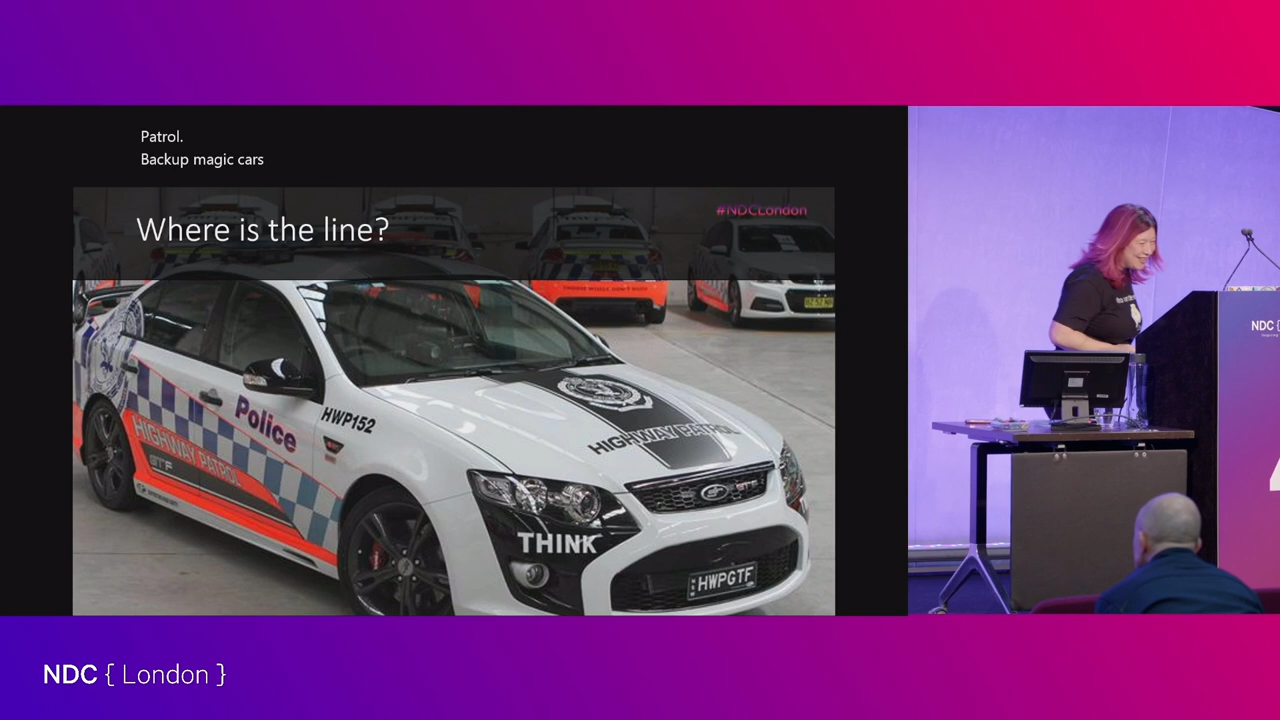 Patrol.
Backup magic cars
Where is the line?
#NDCLondon
Police
HWP152
HIGHWAY PATROL
GTF
HIGHWAY PATROL
THINK
HWPGTF
NDC {
NDC { London }